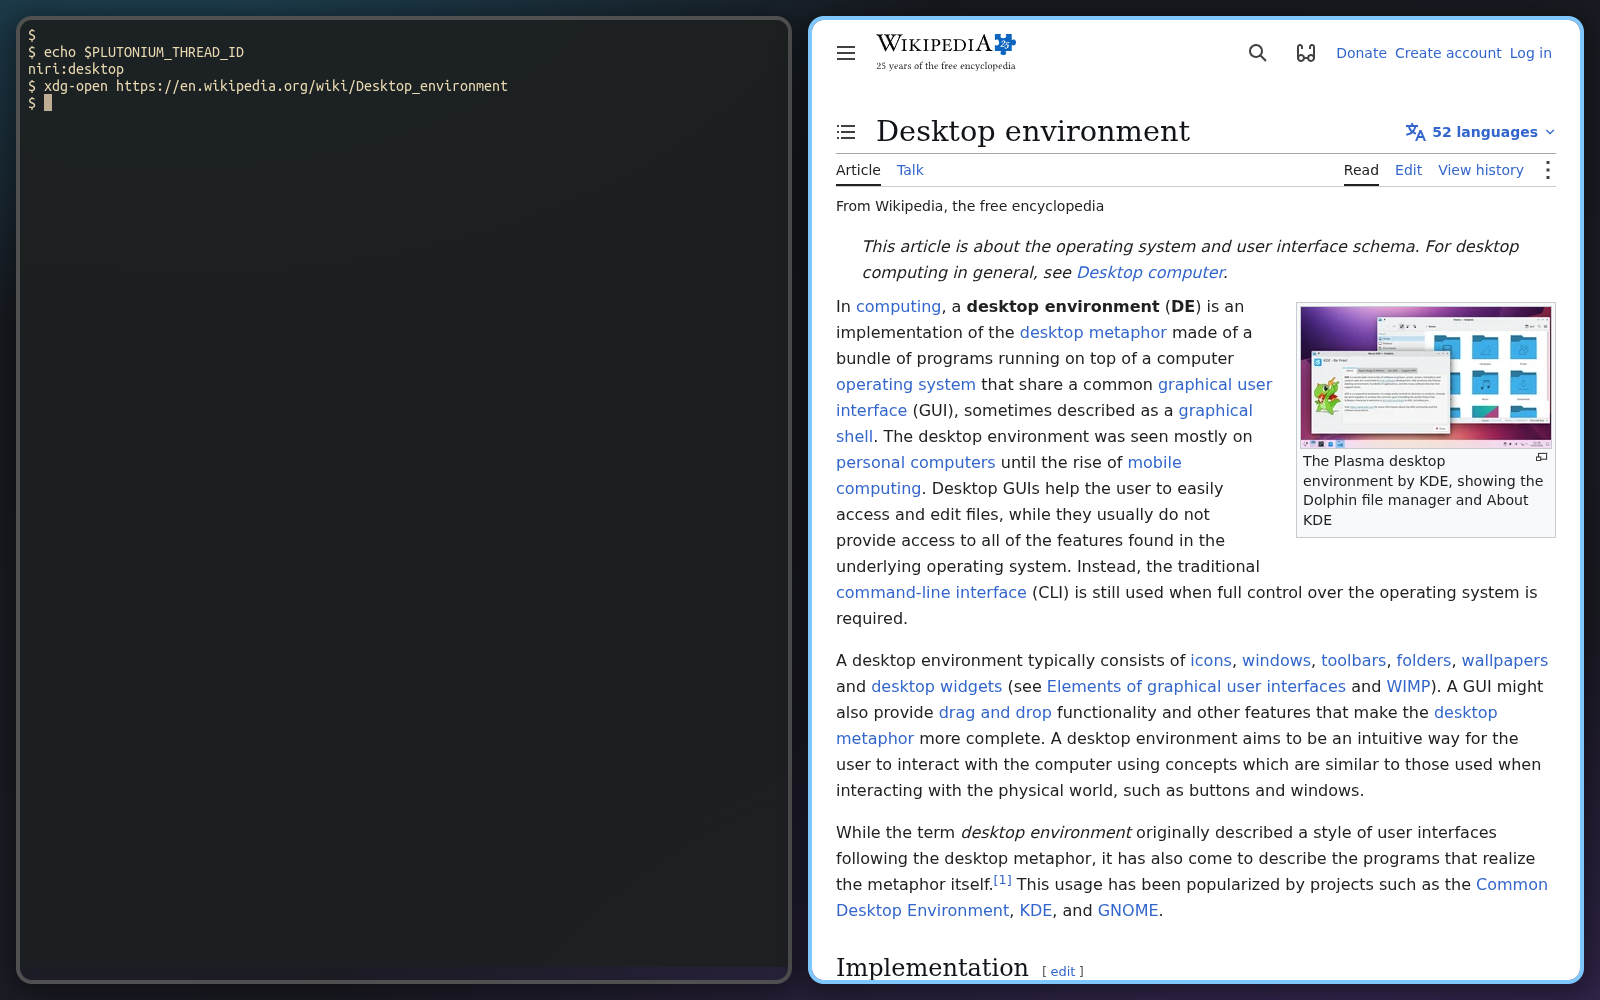 $
$ echo $PLUTONIUM_THREAD_ID
niri:desktop
$ xdg-open https://en.wikipedia.org/wiki/Desktop_environment
$
WIKIPEDIA 25
25 years of the free encyclopedia
Donate Create account Log in
Desktop environment
52 languages
Article Talk
Read Edit View history
From Wikipedia, the free encyclopedia
This article is about the operating system and user interface schema. For desktop
computing in general, see Desktop computer.
In computing, a desktop environment (DE) is an
implementation of the desktop metaphor made of a
bundle of programs running on top of a computer
operating system that share a common graphical user
interface (GUI), sometimes described as a graphical
shell. The desktop environment was seen mostly on
personal computers until the rise of mobile
computing. Desktop GUIs help the user to easily
access and edit files, while they usually do not
provide access to all of the features found in the
underlying operating system. Instead, the traditional
command-line interface (CLI) is still used when full control over the operating system is
required.
The Plasma desktop
environment by KDE, showing the
Dolphin file manager and About
KDE
A desktop environment typically consists of icons, windows, toolbars, folders, wallpapers
and desktop widgets (see Elements of graphical user interfaces and WIMP). A GUI might
also provide drag and drop functionality and other features that make the desktop
metaphor more complete. A desktop environment aims to be an intuitive way for the
user to interact with the computer using concepts which are similar to those used when
interacting with the physical world, such as buttons and windows.
While the term desktop environment originally described a style of user interfaces
following the desktop metaphor, it has also come to describe the programs that realize
the metaphor itself.[1] This usage has been popularized by projects such as the Common
Desktop Environment, KDE, and GNOME.
Implementation [ edit ]